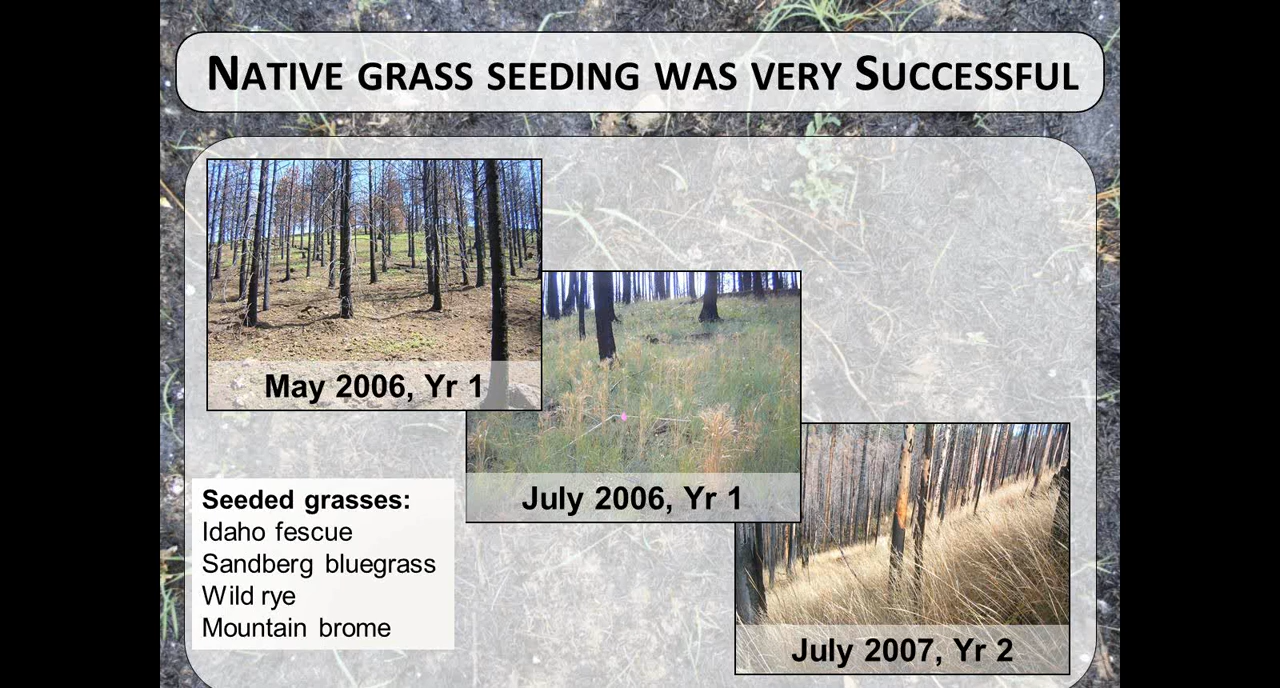 NATIVE GRASS SEEDING WAS VERY SUCCESSFUL
May 2006, Yr 1
July 2006, Yr 1
July 2007, Yr 2
Seeded grasses:
Idaho fescue
Sandberg bluegrass
Wild rye
Mountain brome